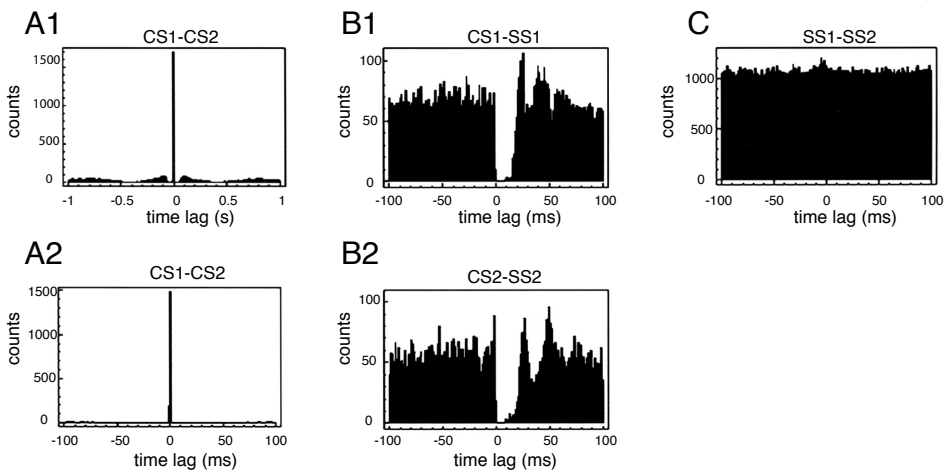 A1
CS1-CS2
1500
1000
500
0
counts
-1 -0.5 0 0.5 1
time lag (s)
B1
CS1-SS1
100
50
0
counts
-100 -50 0 50 100
time lag (ms)
C
SS1-SS2
1000
500
0
counts
-100 -50 0 50 100
time lag (ms)
A2
CS1-CS2
1500
1000
500
0
counts
-100 -50 0 50 100
time lag (ms)
B2
CS2-SS2
100
50
0
counts
-100 -50 0 50 100
time lag (ms)